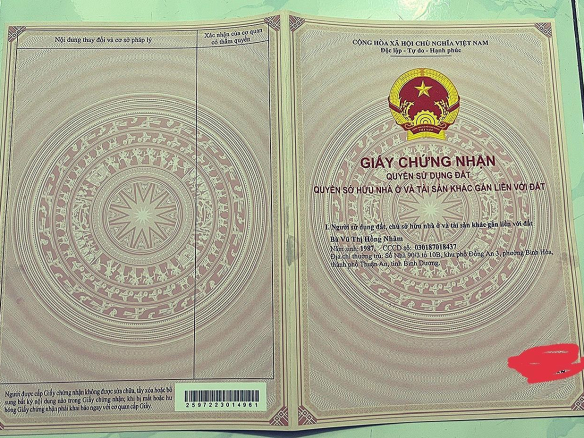 Nội dung thay đổi và cơ sở pháp lý
Xác nhận của cơ quan
có thẩm quyền
Người được cấp Giấy chứng nhận không được sửa chữa, tẩy xóa hoặc bổ
sung bất kỳ nội dung nào trong Giấy chứng nhận; khi bị mất hoặc hư
hỏng Giấy chứng nhận phải khai báo ngay với cơ quan cấp Giấy.
2597223014961
CỘNG HÒA XÃ HỘI CHỦ NGHĨA VIỆT NAM
Độc lập - Tự do - Hạnh phúc
GIẤY CHỨNG NHẬN
QUYỀN SỬ DỤNG ĐẤT
QUYỀN SỞ HỮU NHÀ Ở VÀ TÀI SẢN KHÁC GẮN LIỀN VỚI ĐẤT
I. Người sử dụng đất, chủ sở hữu nhà ở và tài sản khác gắn liền với đất
Bà Vũ Thị Hồng Nhâm
Năm sinh: 1987, CCCD số: 030187018437
Địa chỉ thường trú: Số Nhà 90/3 tổ 10B, khu phố Đồng An 3, phường Bình Hòa,
thành phố Thuận An, tỉnh Bình Dương.